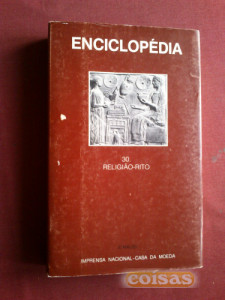 ENCICLOPÉDIA
30.
RELIGIÃO-RITO
IMPRENSA NACIONAL-CASA DA MOEDA
coisas